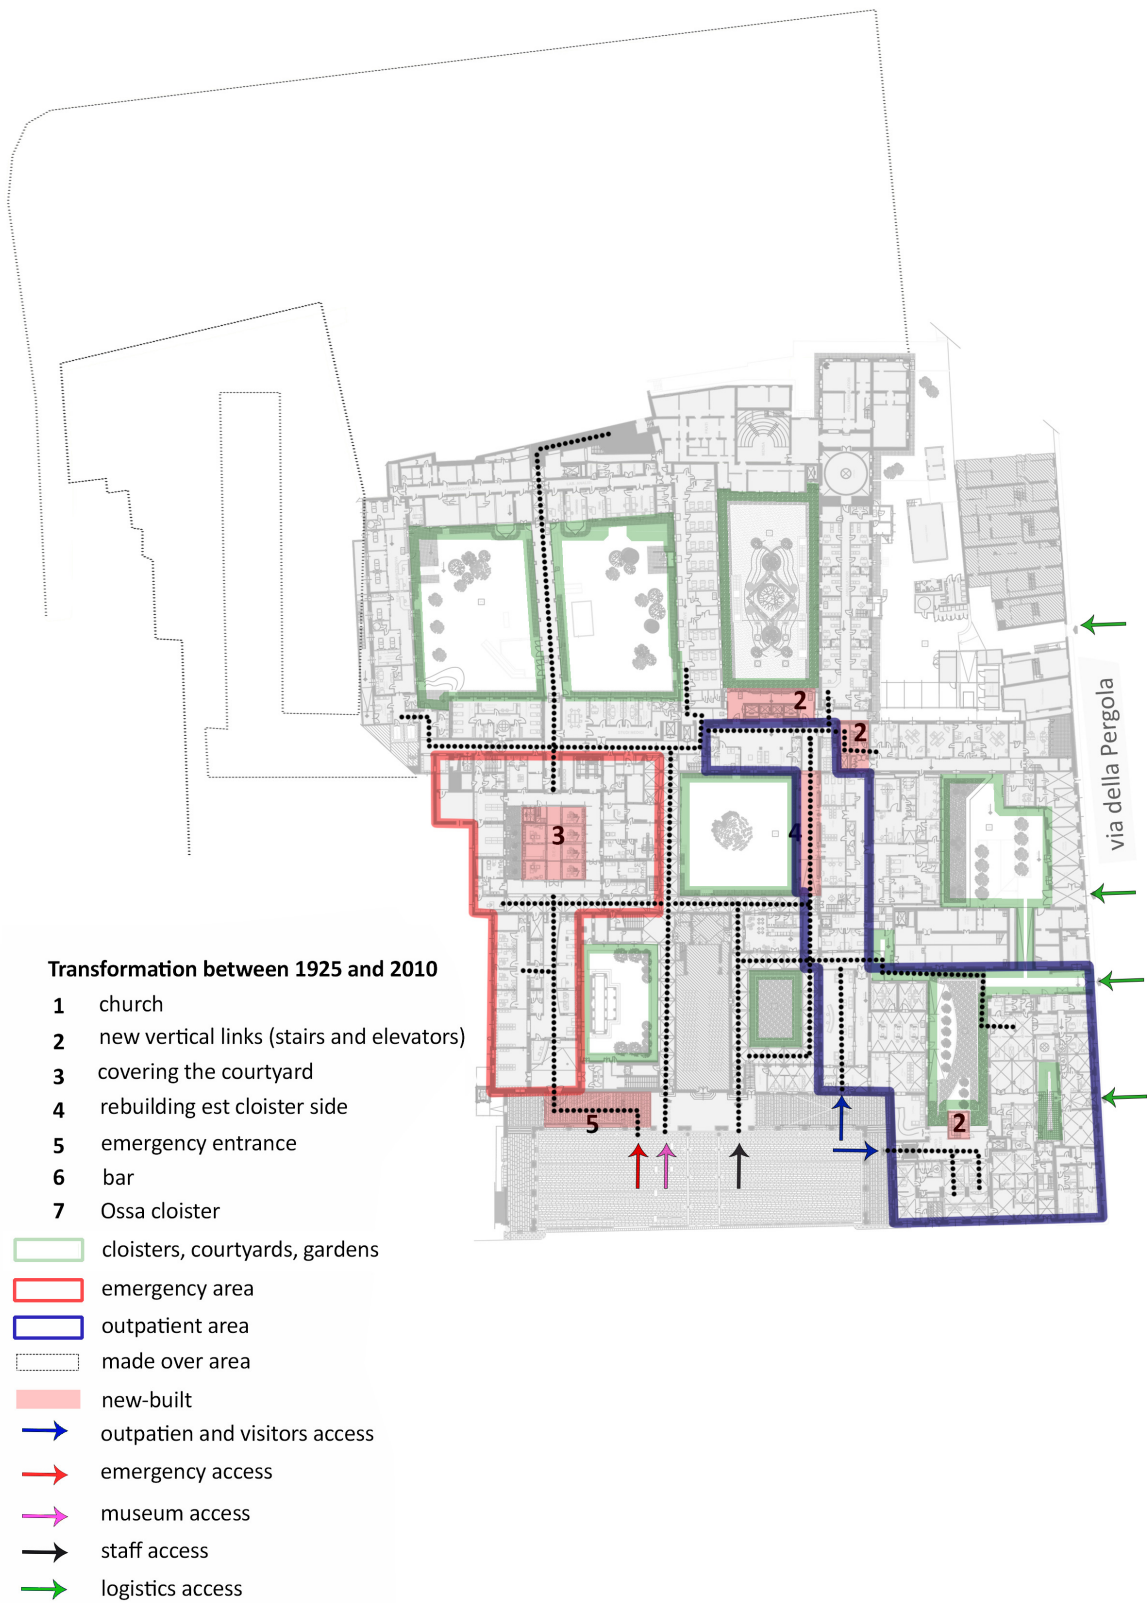 2
2
via della Pergola
3
4
Transformation between 1925 and 2010
1 church
2 new vertical links (stairs and elevators)
3 covering the courtyard
4 rebuilding est cloister side
5 emergency entrance
6 bar
7 Ossa cloister
5
2
cloisters, courtyards, gardens
emergency area
outpatient area
made over area
new-built
outpatien and visitors access
emergency access
museum access
staff access
logistics access